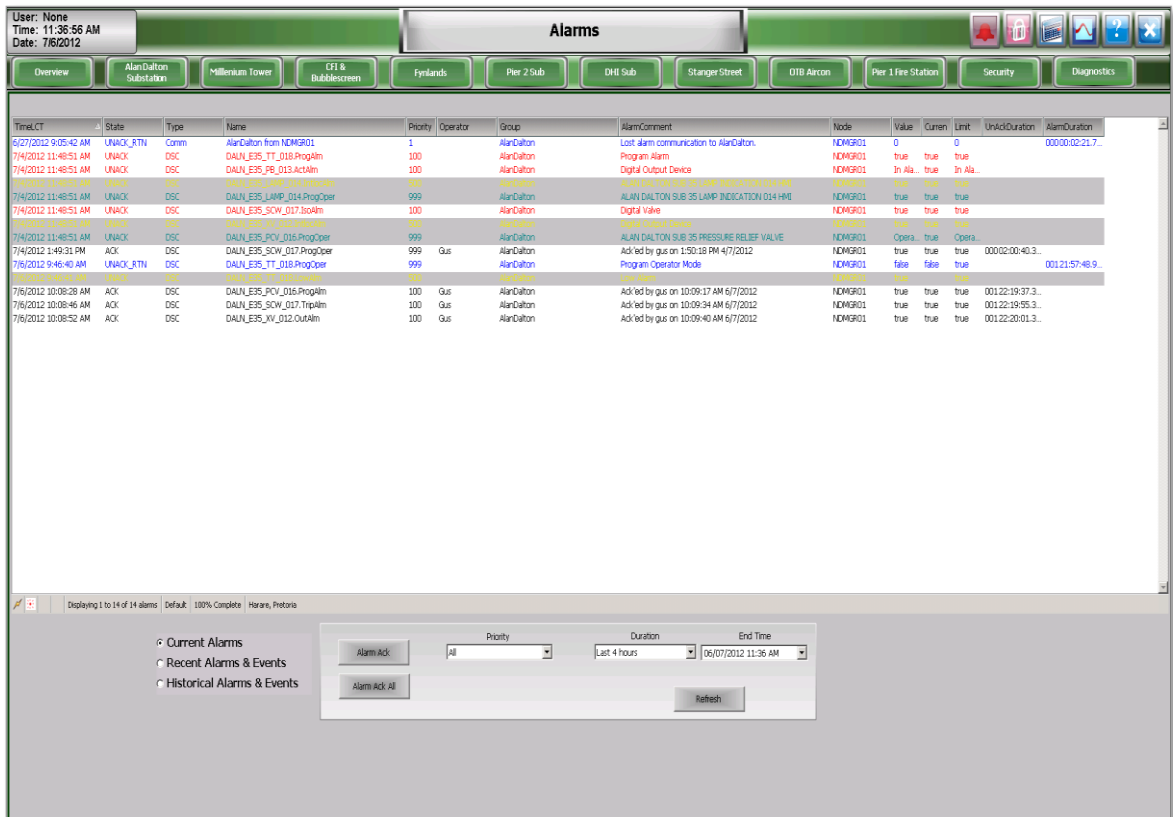 User: None
Time: 11:36:56 AM
Date: 7/6/2012
Alarms
Overview
AlanDalton Substation
Millenium Tower
CFI & Bubblescreen
Fynlands
Pier 2 Sub
DHI Sub
Stanger Street
OTB Aircon
Pier 1 Fire Station
Security
Diagnostics
TimeLCT State Type Name Priority Operator Group AlarmComment Node Value Curren Limit UnAckDuration AlarmDuration
6/27/2012 9:05:42 AM UNACK_RTN Comm AlanDalton from NDMGR01 1 AlanDalton Lost alarm communication to AlanDalton. NDMGR01 0 0 00000:02:21.7...
7/4/2012 11:48:51 AM UNACK DSC DALN_E35_TT_018.ProgAlm 100 AlanDalton Program Alarm NDMGR01 true true true
7/4/2012 11:48:51 AM UNACK DSC DALN_E35_PB_013.ActAlm 100 AlanDalton Digital Output Device NDMGR01 In Ala... true In Ala...
7/4/2012 11:48:51 AM UNACK DSC DALN_E35_LAMP_014.ProgOper 999 AlanDalton ALAN DALTON SUB 35 LAMP INDICATION 014 HMI NDMGR01 true true true
7/4/2012 11:48:51 AM UNACK DSC DALN_E35_SCW_017.IsoAlm 100 AlanDalton Digital Valve NDMGR01 true true true
7/4/2012 11:48:51 AM UNACK DSC DALN_E35_PCV_016.ProgOper 999 AlanDalton ALAN DALTON SUB 35 PRESSURE RELIEF VALVE NDMGR01 Opera... true Opera...
7/4/2012 1:49:31 PM ACK DSC DALN_E35_SCW_017.ProgOper 999 Gus AlanDalton Ack'ed by gus on 1:50:18 PM 4/7/2012 NDMGR01 true true true 00002:00:40.3...
7/6/2012 9:46:40 AM UNACK_RTN DSC DALN_E35_TT_018.ProgOper 999 AlanDalton Program Operator Mode NDMGR01 false false true 00121:57:48.9...
7/6/2012 10:08:28 AM ACK DSC DALN_E35_PCV_016.TripAlm 100 Gus AlanDalton Ack'ed by gus on 10:09:17 AM 6/7/2012 NDMGR01 true true true 00122:19:37.3...
7/6/2012 10:08:46 AM ACK DSC DALN_E35_SCW_017.TripAlm 100 Gus AlanDalton Ack'ed by gus on 10:09:34 AM 6/7/2012 NDMGR01 true true true 00122:19:55.3...
7/6/2012 10:08:52 AM ACK DSC DALN_E35_XV_012.OutAlm 100 Gus AlanDalton Ack'ed by gus on 10:09:40 AM 6/7/2012 NDMGR01 true true true 00122:20:01.3...
Displaying 1 to 14 of 14 alarms Default 100% Complete Harare, Pretoria
Current Alarms
Recent Alarms & Events
Historical Alarms & Events
Alarm Ack
Alarm Ack All
Priority
All
Duration
Last 4 hours
End Time
06/07/2012 11:36 AM
Refresh